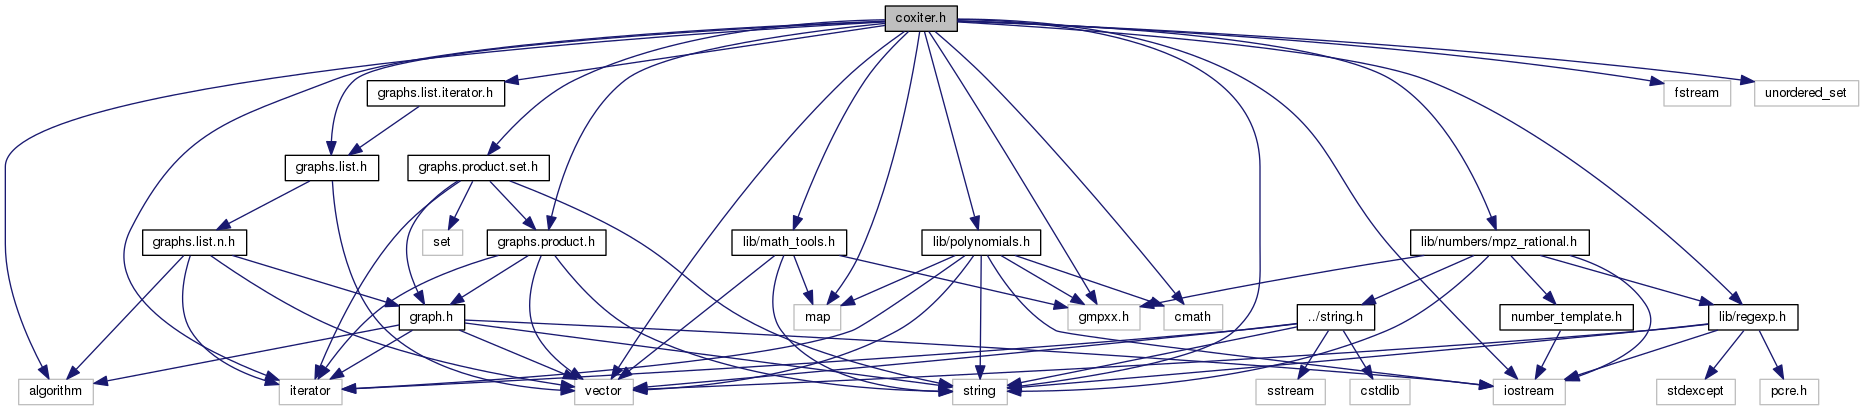 coxiter.h
graphs.list.iterator.h
fstream
unordered_set
graphs.list.h
graphs.product.set.h
graphs.list.n.h
set
graphs.product.h
lib/math_tools.h
lib/polynomials.h
lib/numbers/mpz_rational.h
graph.h
map
gmpxx.h
cmath
../string.h
number_template.h
lib/regexp.h
algorithm
iterator
vector
string
sstream
cstdlib
iostream
stdexcept
pcre.h